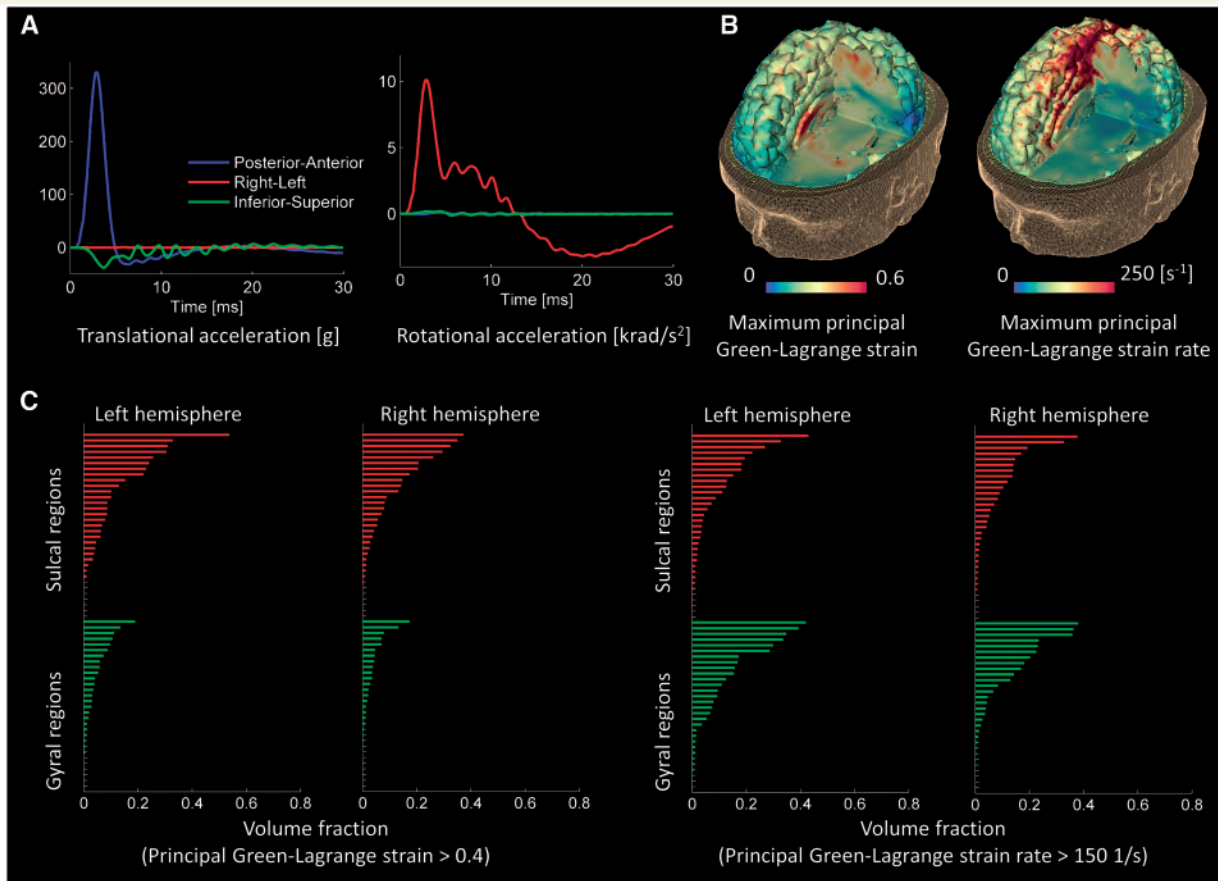 A
300
200
100
0
Posterior-Anterior
Right-Left
Inferior-Superior
0 10 20 30
Time [ms]
Translational acceleration [g]
10
5
0
0 10 20 30
Time [ms]
Rotational acceleration [krad/s²]
B
0 0.6
Maximum principal
Green-Lagrange strain
0 250 [s⁻¹]
Maximum principal
Green-Lagrange strain rate
C
Left hemisphere Right hemisphere
Sulcal regions
Gyral regions
0 0.2 0.4 0.6 0.8 0 0.2 0.4 0.6 0.8
Volume fraction
(Principal Green-Lagrange strain > 0.4)
Left hemisphere Right hemisphere
Sulcal regions
Gyral regions
0 0.2 0.4 0.6 0.8 0 0.2 0.4 0.6 0.8
Volume fraction
(Principal Green-Lagrange strain rate > 150 1/s)